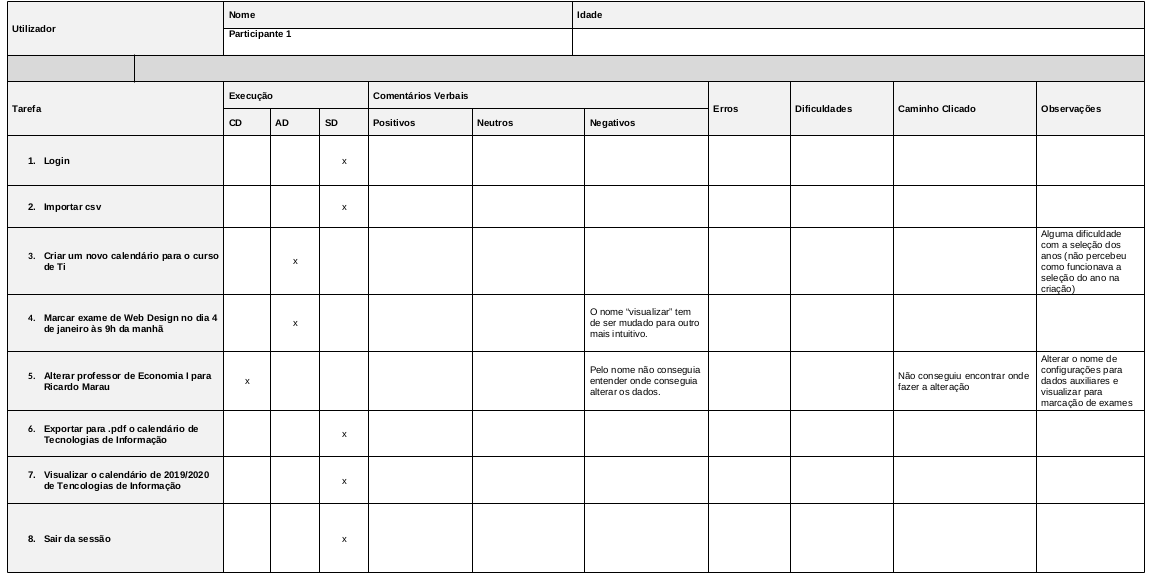 Utilizador
Nome
Idade
Participante 1
Tarefa
Execução
Comentários Verbais
Erros
Dificuldades
Caminho Clicado
Observações
CD
AD
SD
Positivos
Neutros
Negativos
1. Login
x
2. Importar csv
x
3. Criar um novo calendário para o curso
de Ti
x
Alguma dificuldade
com a seleção dos
anos (não percebeu
como funcionava a
seleção do ano na
criação)
4. Marcar exame de Web Design no dia 4
de janeiro às 9h da manhã
x
O nome “visualizar” tem
de ser mudado para outro
mais intuitivo.
5. Alterar professor de Economia I para
Ricardo Marau
x
Pelo nome não conseguia
entender onde conseguia
alterar os dados.
Não conseguiu encontrar onde
fazer a alteração
Alterar o nome de
configurações para
dados auxiliares e
visualizar para
marcação de exames
6. Exportar para .pdf o calendário de
Tecnologias de Informação
x
7. Visualizar o calendário de 2019/2020
de Tencologias de Informação
x
8. Sair da sessão
x